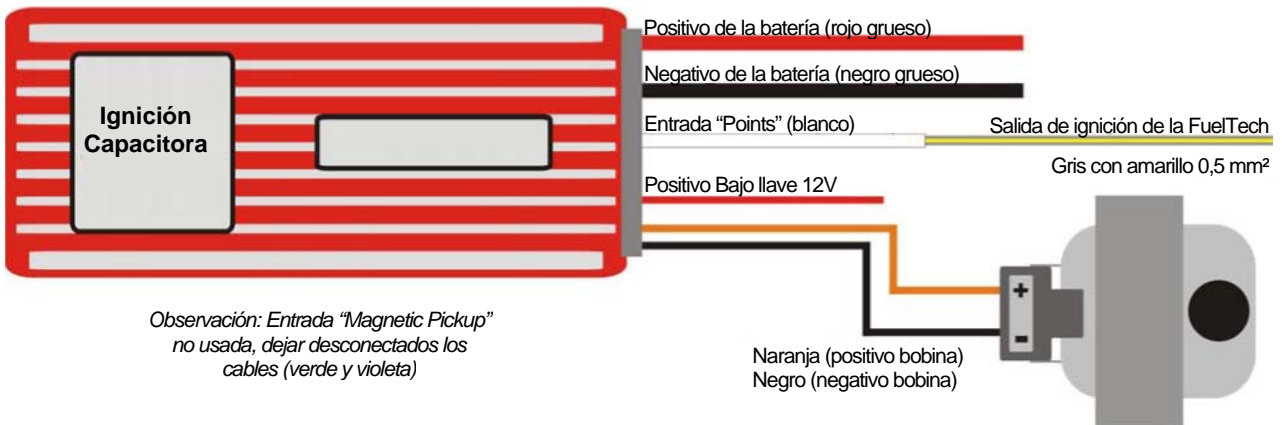 Ignición
Capacitora
Positivo de la batería (rojo grueso)
Negativo de la batería (negro grueso)
Entrada “Points” (blanco)
Salida de ignición de la FuelTech
Gris con amarillo 0,5 mm²
Positivo Bajo llave 12V
+
-
Observación: Entrada “Magnetic Pickup”
no usada, dejar desconectados los
cables (verde y violeta)
Naranja (positivo bobina)
Negro (negativo bobina)